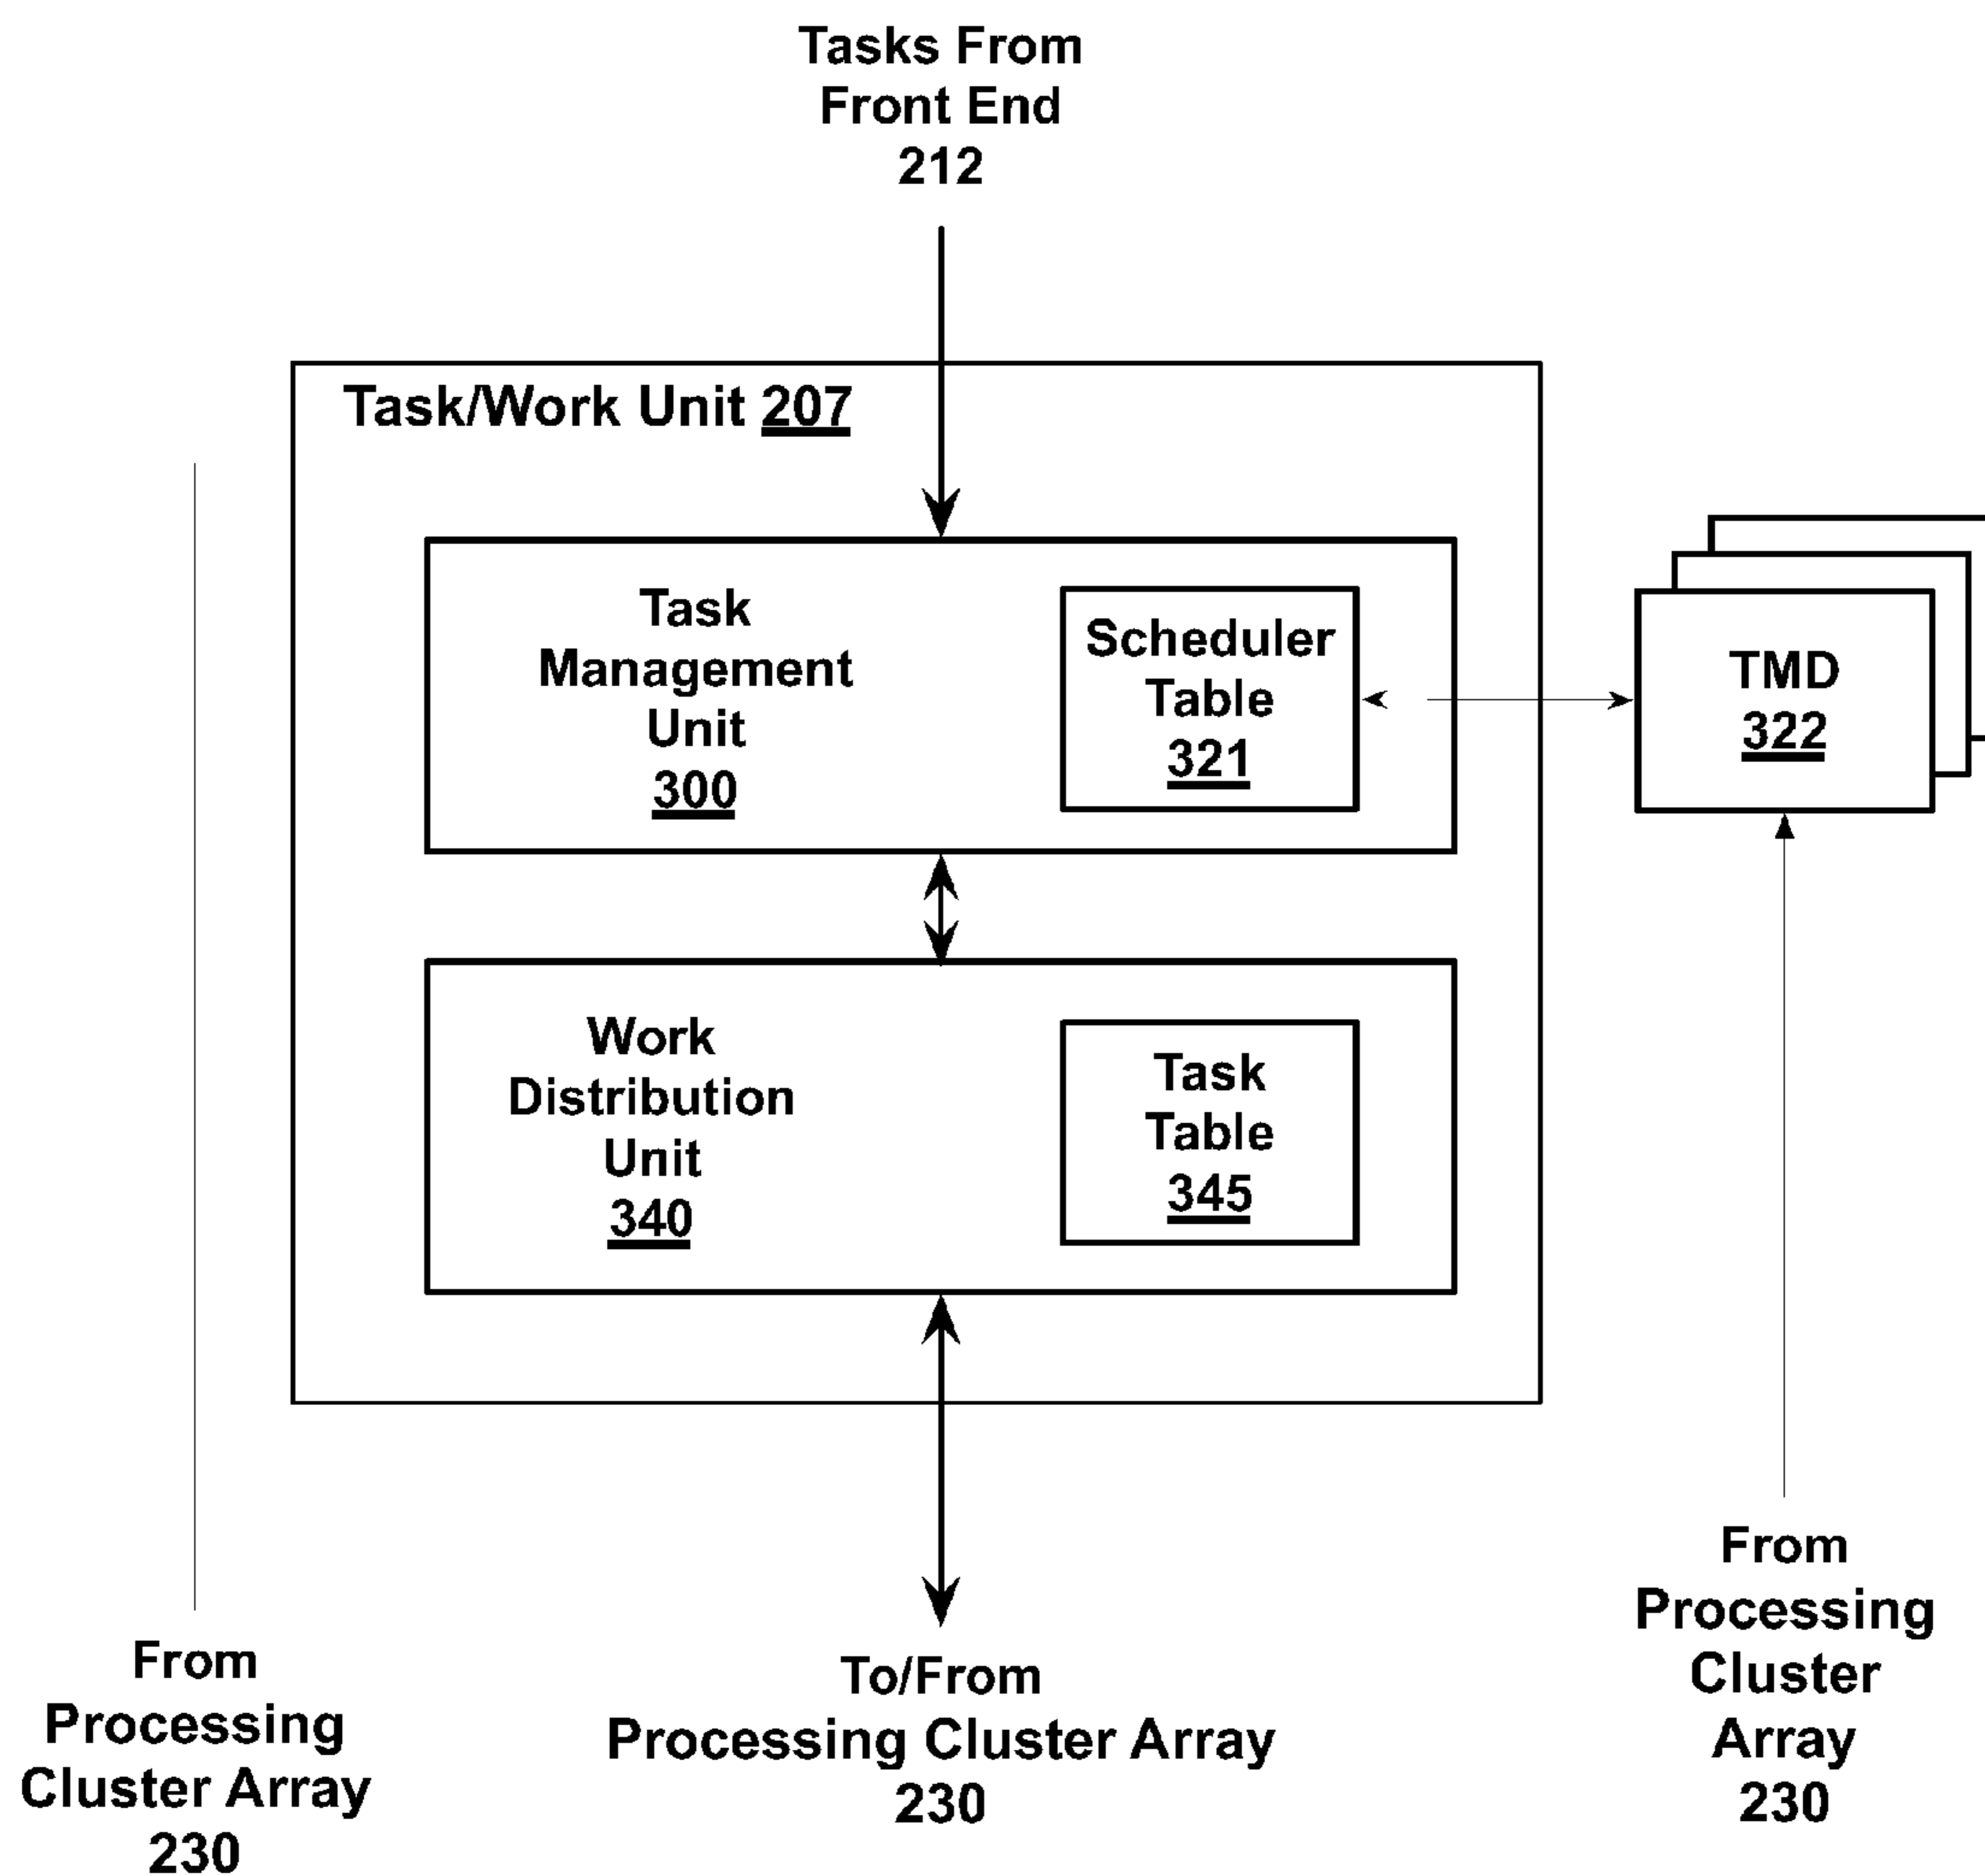 Tasks From
Front End
212
Task/Work Unit 207
Task
Management
Unit
300
Scheduler
Table
321
TMD
322
Work
Distribution
Unit
340
Task
Table
345
From
Processing
Cluster Array
230
To/From
Processing Cluster Array
230
From
Processing
Cluster
Array
230